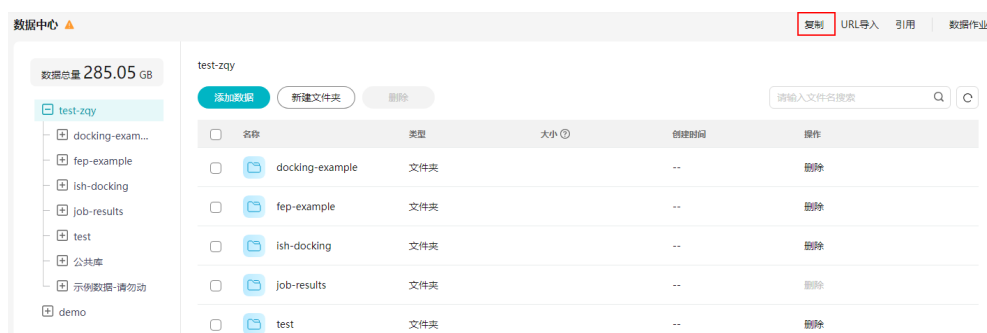 数据中心
复制 URL导入 引用 数据作业
数据总量 285.05 GB
test-zqy
docking-exam...
fep-example
ish-docking
job-results
test
公共库
示例数据-请勿动
demo
test-zqy
添加数据 新建文件夹 删除 请输入文件名搜索
名称 类型 大小 创建时间 操作
docking-example 文件夹 -- 删除
fep-example 文件夹 -- 删除
ish-docking 文件夹 -- 删除
job-results 文件夹 -- 删除
test 文件夹 -- 删除